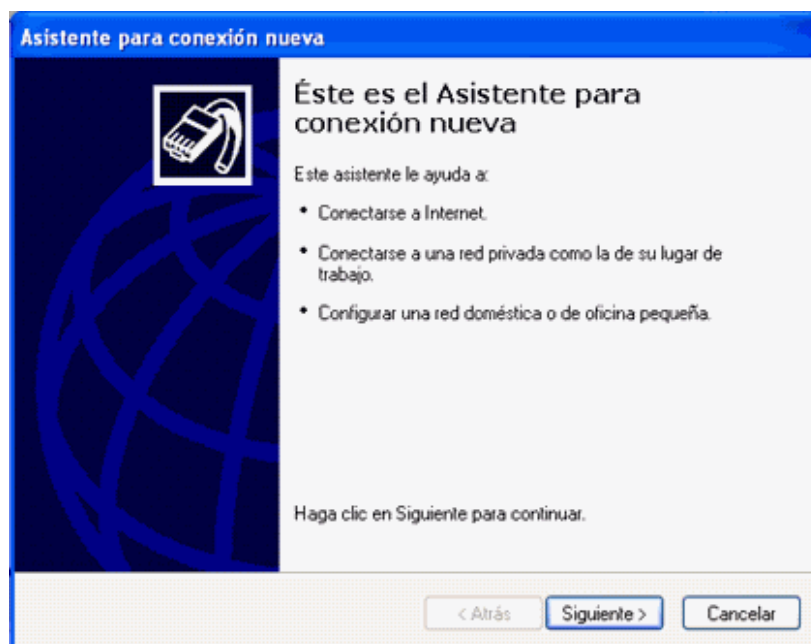 Asistente para conexión nueva
Éste es el Asistente para
conexión nueva
Este asistente le ayuda a:
• Conectarse a Internet.
• Conectarse a una red privada como la de su lugar de
trabajo.
• Configurar una red doméstica o de oficina pequeña.
Haga clic en Siguiente para continuar.
< Atrás Siguiente > Cancelar